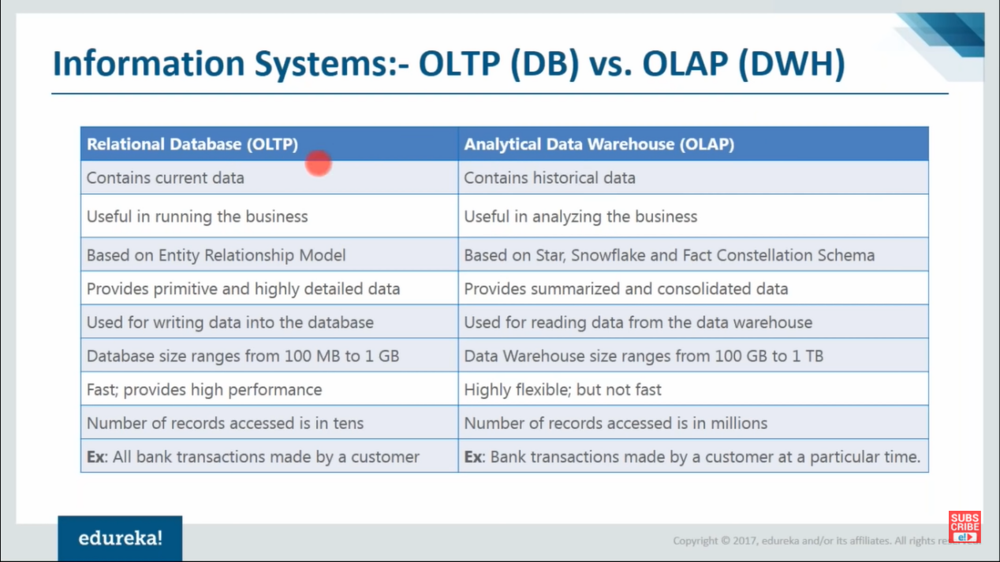 Information Systems:- OLTP (DB) vs. OLAP (DWH)
Relational Database (OLTP)
Analytical Data Warehouse (OLAP)
Contains current data
Contains historical data
Useful in running the business
Useful in analyzing the business
Based on Entity Relationship Model
Based on Star, Snowflake and Fact Constellation Schema
Provides primitive and highly detailed data
Provides summarized and consolidated data
Used for writing data into the database
Used for reading data from the data warehouse
Database size ranges from 100 MB to 1 GB
Data Warehouse size ranges from 100 GB to 1 TB
Fast; provides high performance
Highly flexible; but not fast
Number of records accessed is in tens
Number of records accessed is in millions
Ex: All bank transactions made by a customer
Ex: Bank transactions made by a customer at a particular time.
edureka!
Copyright © 2017, edureka and/or its affiliates. All rights
SUBS
CRIBE
e!